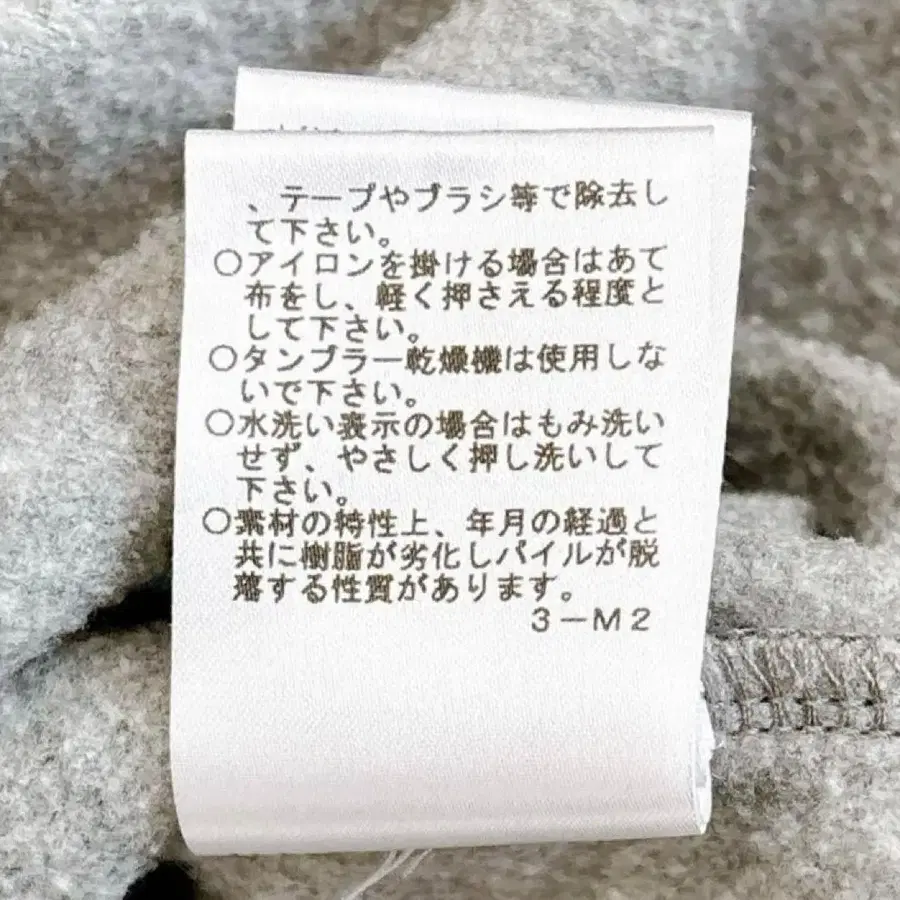 、テープやブラシ等で除去し
て下さい。
○アイロンを掛ける場合はあて
布をし、軽く押さえる程度と
して下さい。
○タンブラー乾燥機は使用しな
いで下さい。
○水洗い表示の場合はもみ洗い
せず、やさしく押し洗いして
下さい。
○素材の特性上、年月の経過と
共に樹脂が劣化しパイルが脱
落する性質があります。
3－M2